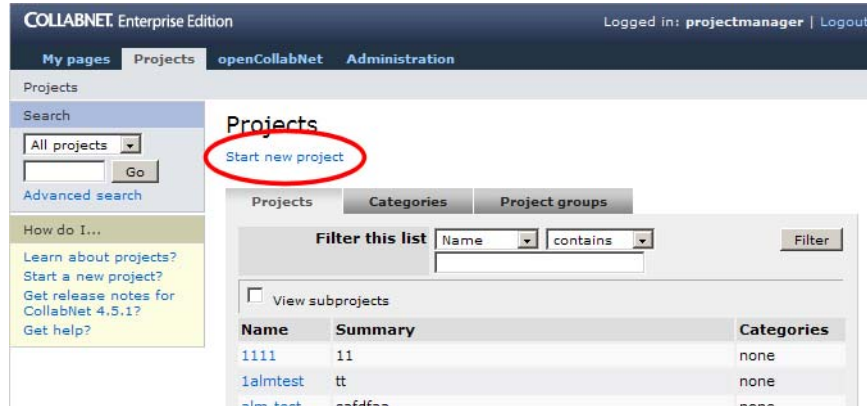 COLLABNET. Enterprise Edition
Logged in: projectmanager | Logout
My pages Projects openCollabNet Administration
Projects
Search
All projects
Go
Advanced search
How do I...
Learn about projects?
Start a new project?
Get release notes for
CollabNet 4.5.1?
Get help?
Projects
Start new project
Projects Categories Project groups
Filter this list Name contains Filter
View subprojects
Name Summary Categories
1111 11 none
1almtest tt none
alm test none